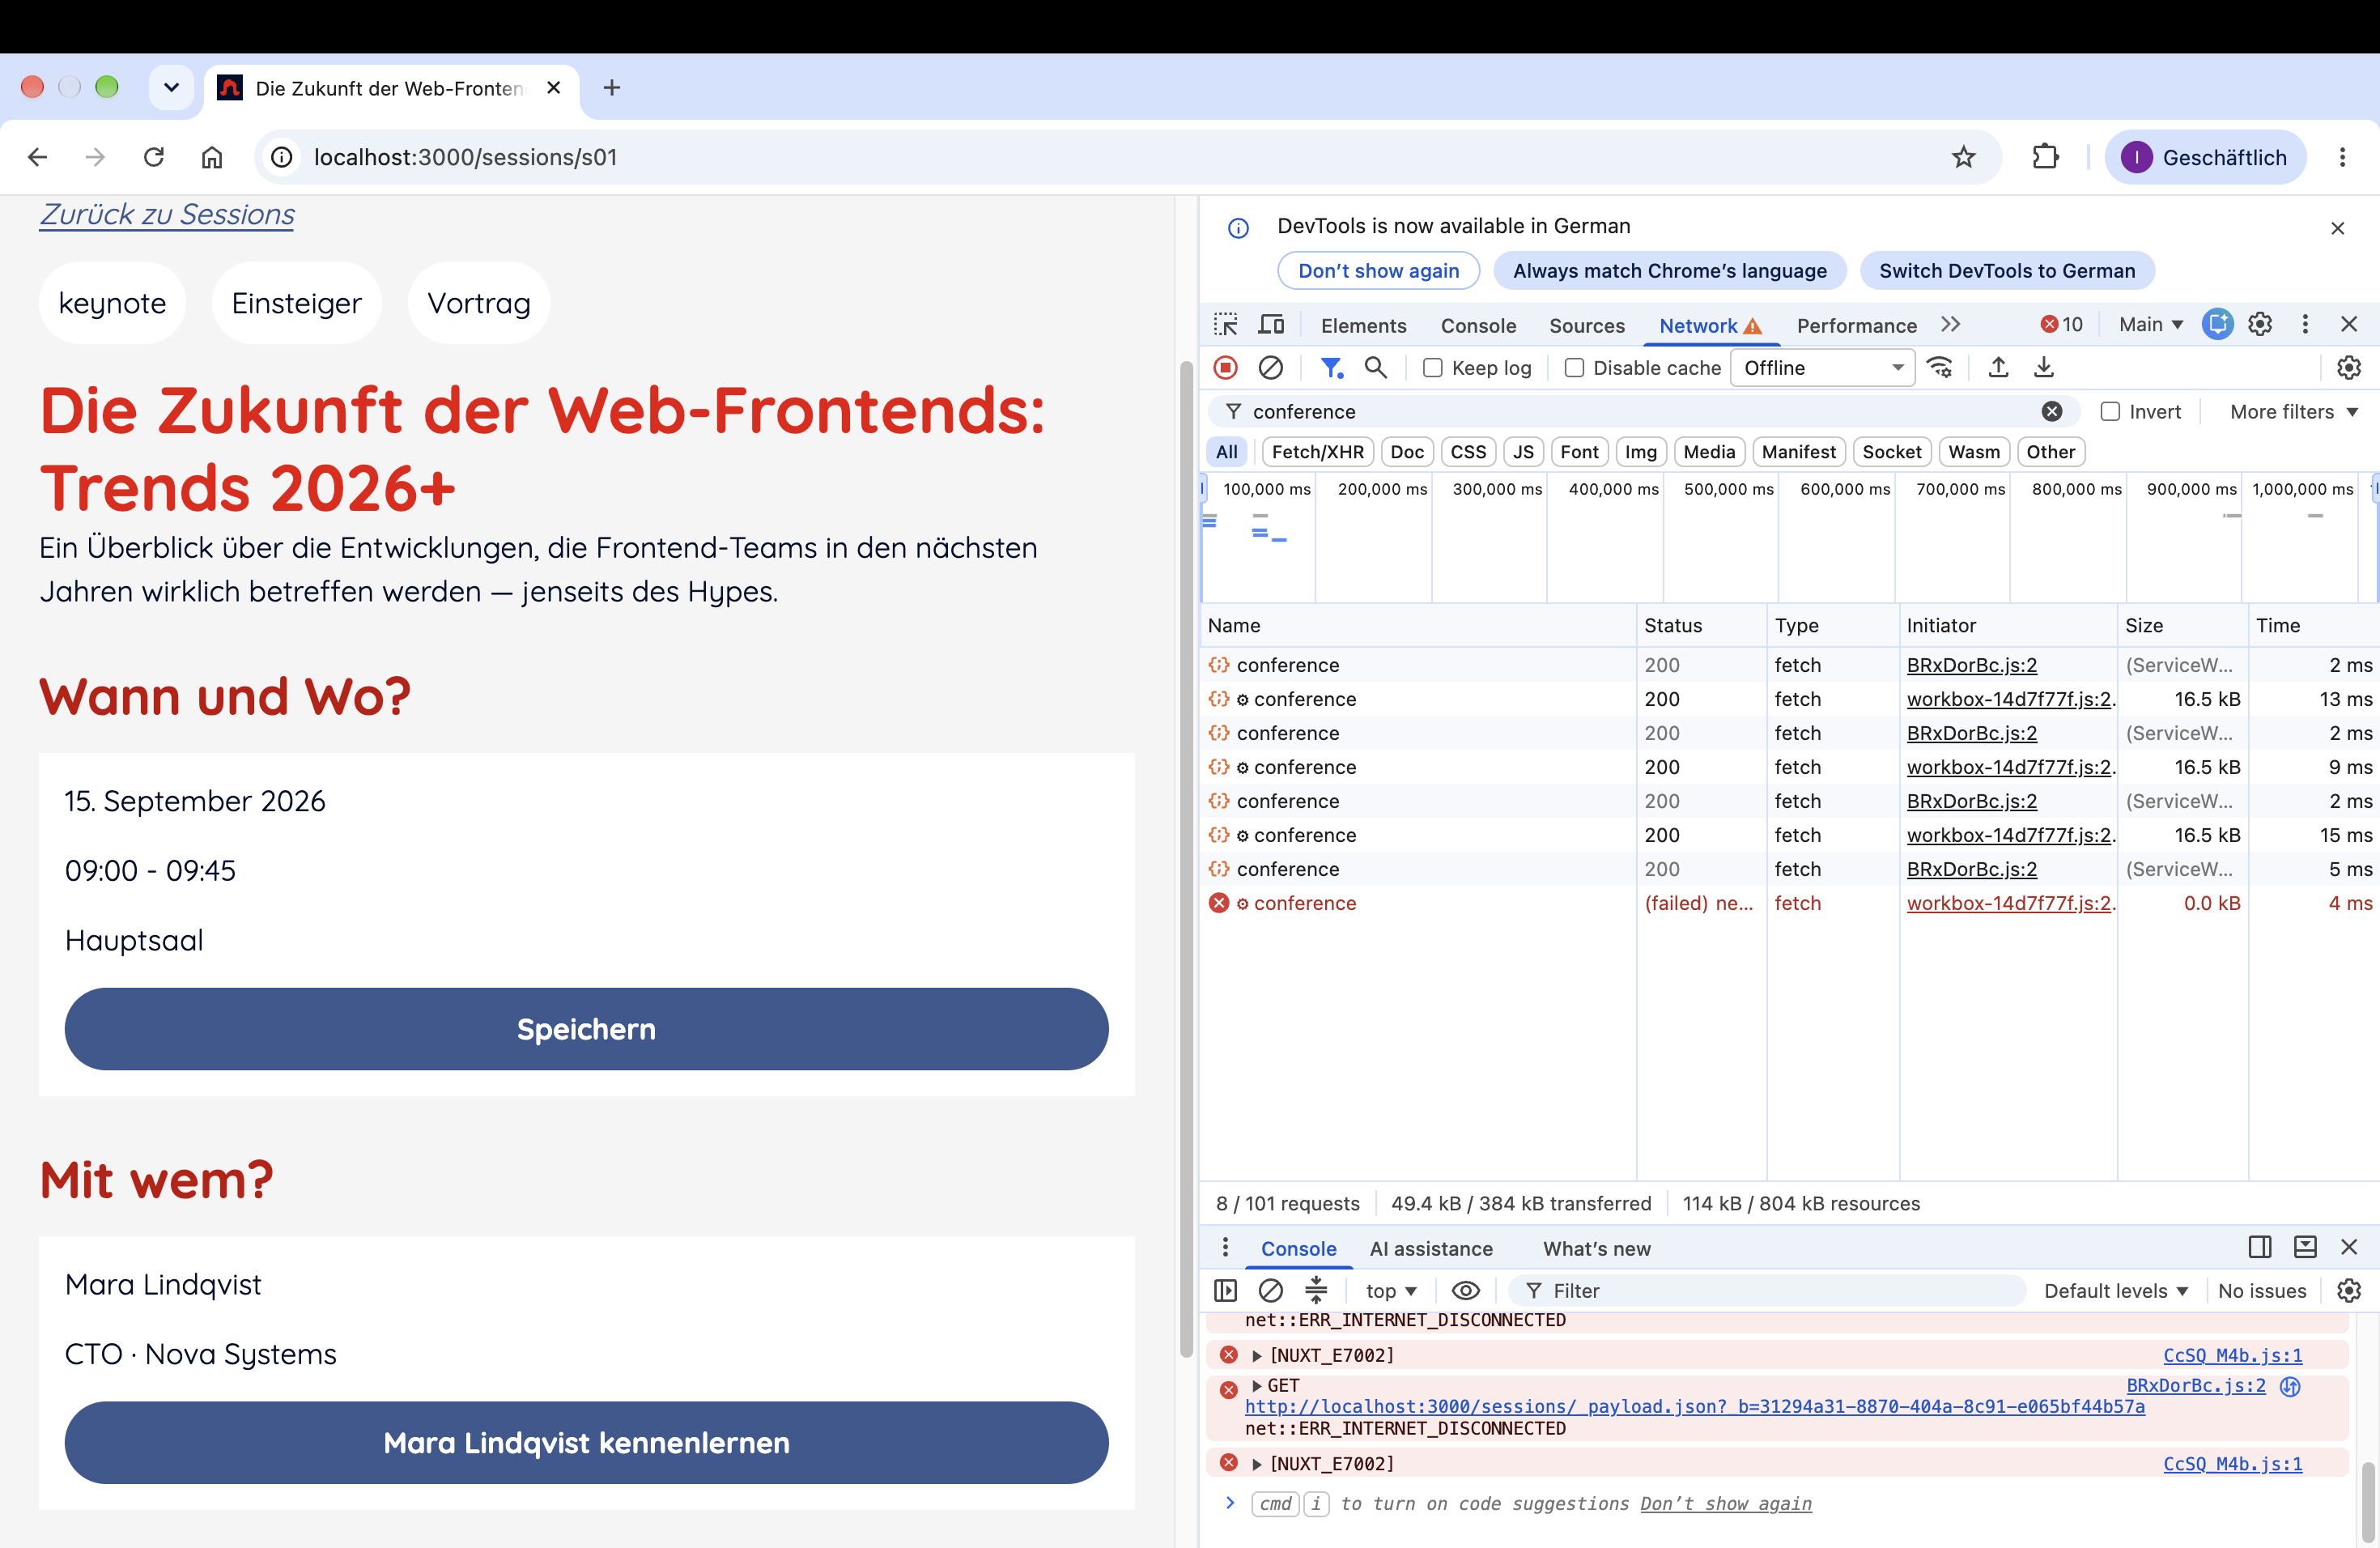 Die Zukunft der Web-Fronten
localhost:3000/sessions/s01
I Geschäftlich
Zurück zu Sessions
keynote Einsteiger Vortrag
Die Zukunft der Web-Frontends:
Trends 2026+
Ein Überblick über die Entwicklungen, die Frontend-Teams in den nächsten
Jahren wirklich betreffen werden — jenseits des Hypes.
Wann und Wo?
15. September 2026
09:00 - 09:45
Hauptsaal
Speichern
Mit wem?
Mara Lindqvist
CTO · Nova Systems
Mara Lindqvist kennenlernen
DevTools is now available in German
Don’t show again Always match Chrome’s language Switch DevTools to German
Elements Console Sources Network Performance 10 Main
Keep log Disable cache Offline
conference Invert More filters
All Fetch/XHR Doc CSS JS Font Img Media Manifest Socket Wasm Other
100,000 ms 200,000 ms 300,000 ms 400,000 ms 500,000 ms 600,000 ms 700,000 ms 800,000 ms 900,000 ms 1,000,000 ms
Name Status Type Initiator Size Time
conference 200 fetch BRxDorBc.js:2 (ServiceW... 2 ms
conference 200 fetch workbox-14d7f77f.js:2. 16.5 kB 13 ms
conference 200 fetch BRxDorBc.js:2 (ServiceW... 2 ms
conference 200 fetch workbox-14d7f77f.js:2. 16.5 kB 9 ms
conference 200 fetch BRxDorBc.js:2 (ServiceW... 2 ms
conference 200 fetch workbox-14d7f77f.js:2. 16.5 kB 15 ms
conference 200 fetch BRxDorBc.js:2 (ServiceW... 5 ms
conference (failed) ne... fetch workbox-14d7f77f.js:2. 0.0 kB 4 ms
8 / 101 requests 49.4 kB / 384 kB transferred 114 kB / 804 kB resources
Console AI assistance What’s new
top Filter Default levels No issues
net::ERR_INTERNET_DISCONNECTED
[NUXT_E7002] CcSQ_M4b.js:1
GET BRxDorBc.js:2
http://localhost:3000/sessions/_payload.json?_b=31294a31-8870-404a-8c91-e065bf44b57a
net::ERR_INTERNET_DISCONNECTED
[NUXT_E7002] CcSQ_M4b.js:1
cmd i to turn on code suggestions Don’t show again